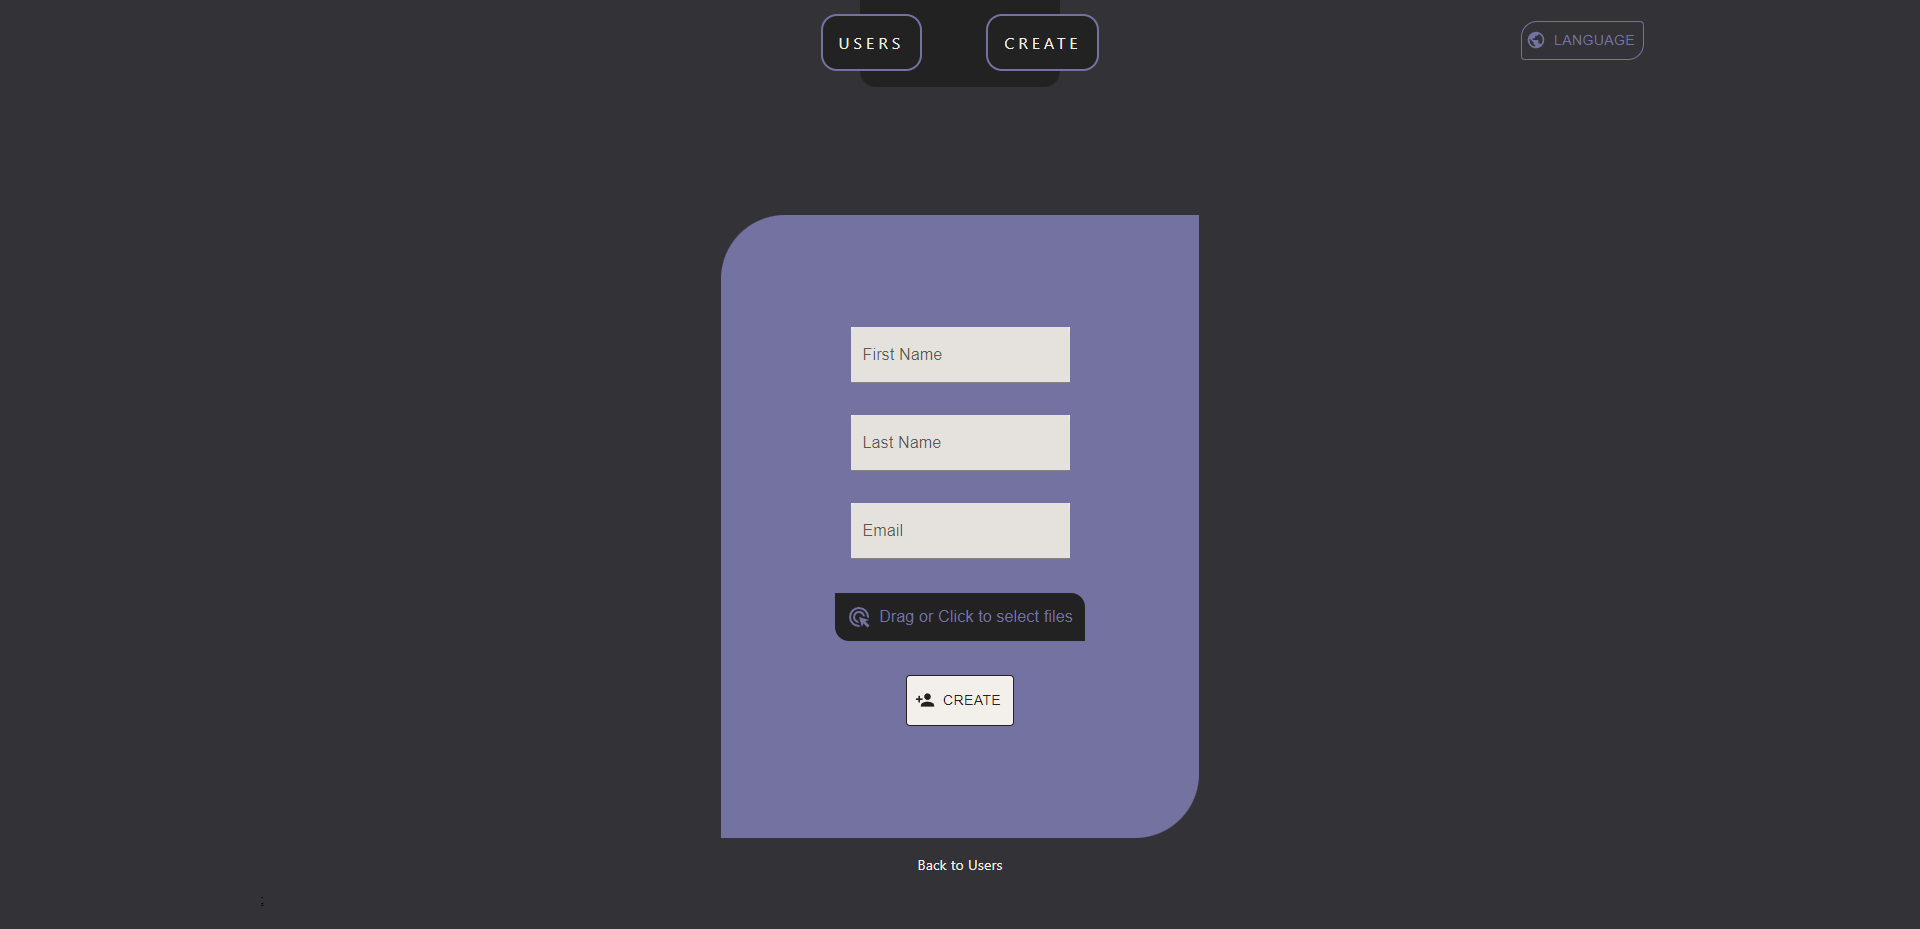 USERS
CREATE
LANGUAGE
First Name
Last Name
Email
Drag or Click to select files
CREATE
Back to Users
;